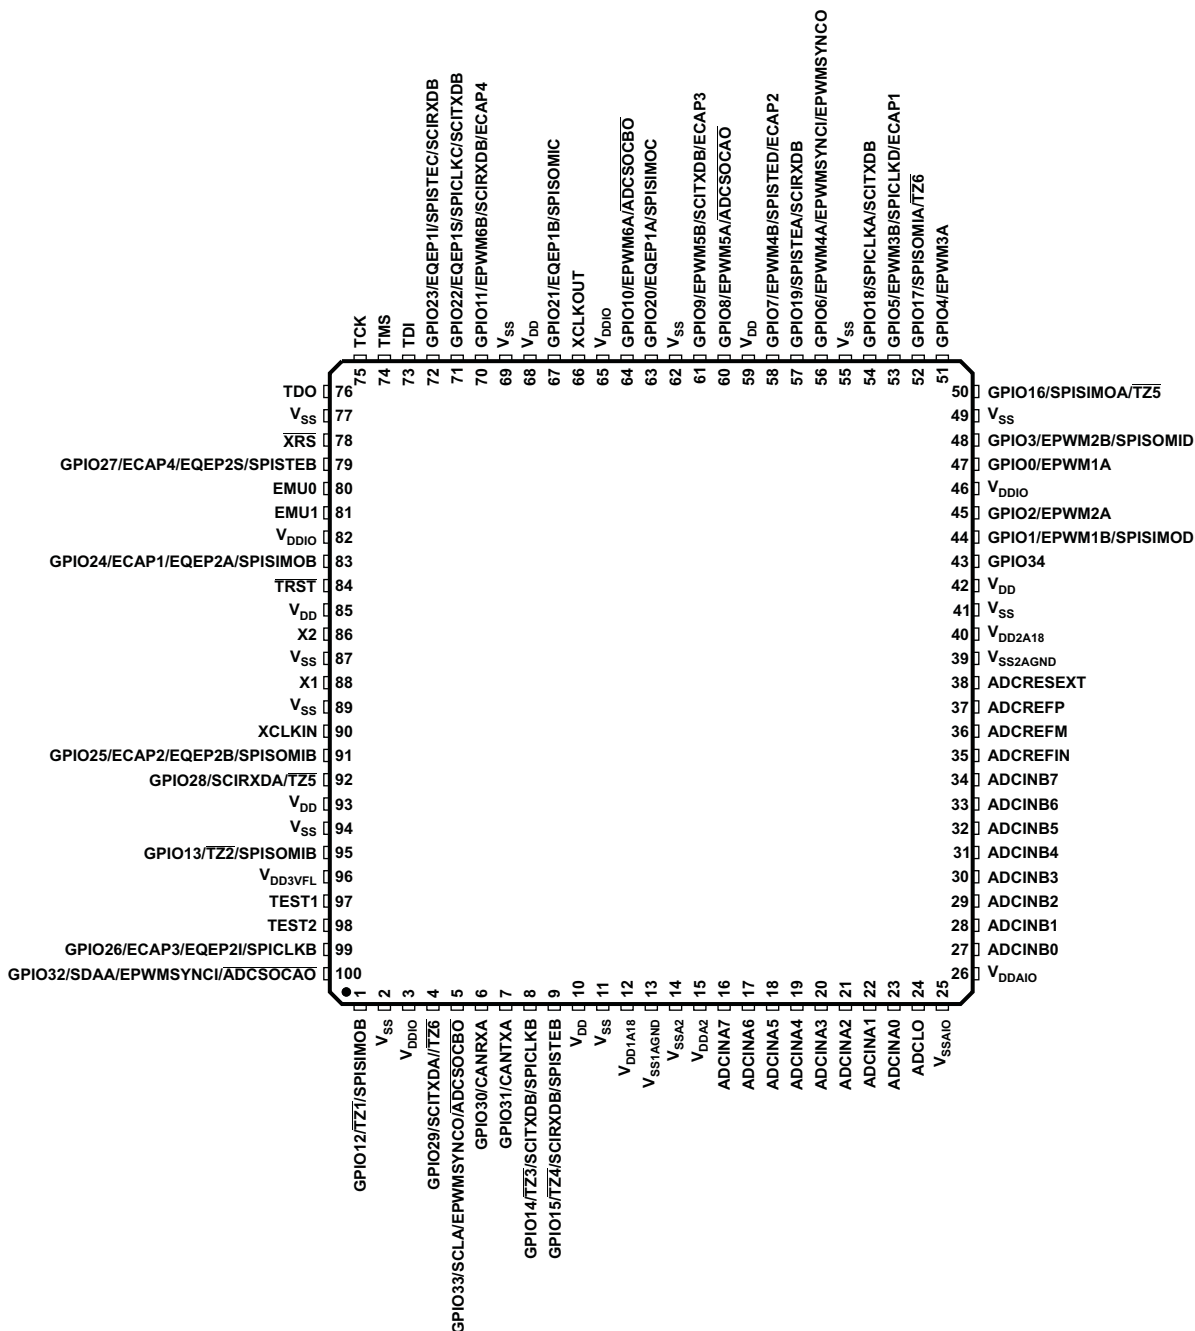 75 TCK
74 TMS
73 TDI
72 GPIO23/EQEP1I/SPISTEC/SCIRXDB
71 GPIO22/EQEP1S/SPICLKC/SCITXDB
70 GPIO11/EPWM6B/SCIRXDB/ECAP4
69 VSS
68 VDD
67 GPIO21/EQEP1B/SPISOMIC
66 XCLKOUT
65 VDDIO
64 GPIO10/EPWM6A/ADCSOCBO
63 GPIO20/EQEP1A/SPISIMOC
62 VSS
61 GPIO9/EPWM5B/SCITXDB/ECAP3
60 GPIO8/EPWM5A/ADCSOCAO
59 VDD
58 GPIO7/EPWM4B/SPISTED/ECAP2
57 GPIO19/SPISTEA/SCIRXDB
56 GPIO6/EPWM4A/EPWMSYNCI/EPWMSYNCO
55 VSS
54 GPIO18/SPICLKA/SCITXDB
53 GPIO5/EPWM3B/SPICLKD/ECAP1
52 GPIO17/SPISOMIA/TZ6
51 GPIO4/EPWM3A
TDO 76
VSS 77
XRS 78
GPIO27/ECAP4/EQEP2S/SPISTEB 79
EMU0 80
EMU1 81
VDDIO 82
GPIO24/ECAP1/EQEP2A/SPISIMOB 83
TRST 84
VDD 85
X2 86
VSS 87
X1 88
VSS 89
XCLKIN 90
GPIO25/ECAP2/EQEP2B/SPISOMIB 91
GPIO28/SCIRXDA/TZ5 92
VDD 93
VSS 94
GPIO13/TZ2/SPISOMIB 95
VDD3VFL 96
TEST1 97
TEST2 98
GPIO26/ECAP3/EQEP2I/SPICLKB 99
GPIO32/SDAA/EPWMSYNCI/ADCSOCAO 100
50 GPIO16/SPISIMOA/TZ5
49 VSS
48 GPIO3/EPWM2B/SPISOMID
47 GPIO0/EPWM1A
46 VDDIO
45 GPIO2/EPWM2A
44 GPIO1/EPWM1B/SPISIMOD
43 GPIO34
42 VDD
41 VSS
40 VDD2A18
39 VSS2AGND
38 ADCRESEXT
37 ADCREFP
36 ADCREFM
35 ADCREFIN
34 ADCINB7
33 ADCINB6
32 ADCINB5
31 ADCINB4
30 ADCINB3
29 ADCINB2
28 ADCINB1
27 ADCINB0
26 VDDAIO
GPIO12/TZ1/SPISIMOB 1
VSS 2
VDDIO 3
GPIO29/SCITXDA//TZ6 4
GPIO33/SCLA/EPWMSYNCO/ADCSOCBO 5
GPIO30/CANRXA 6
GPIO31/CANTXA 7
GPIO14/TZ3/SCITXDB/SPICLKB 8
GPIO15/TZ4/SCIRXDB/SPISTEB 9
VDD 10
VSS 11
VDD1A18 12
VSS1AGND 13
VSSA2 14
VDDA2 15
ADCINA7 16
ADCINA6 17
ADCINA5 18
ADCINA4 19
ADCINA3 20
ADCINA2 21
ADCINA1 22
ADCINA0 23
ADCLO 24
VSSAIO 25